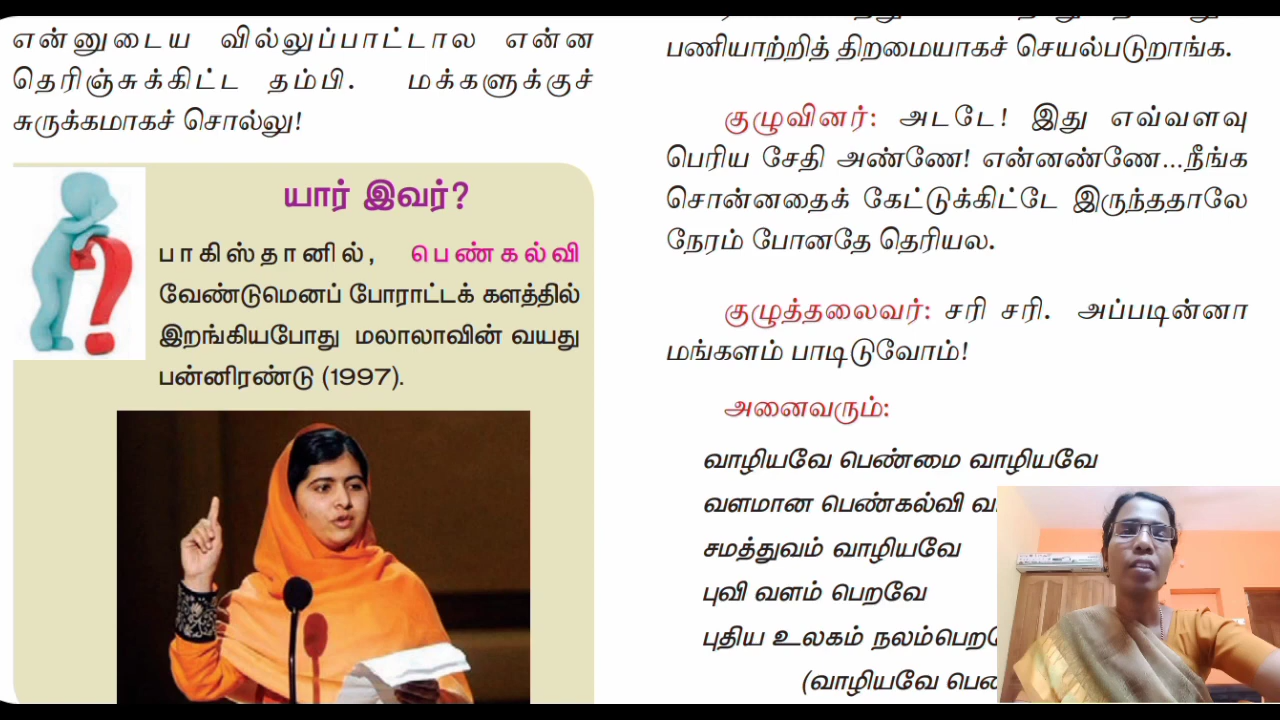 என்னுடைய வில்லுப்பாட்டால என்ன
தெரிஞ்சுக்கிட்ட தம்பி. மக்களுக்குச்
சுருக்கமாகச் சொல்லு!
யார் இவர்?
பாகிஸ்தானில், பெண்கல்வி
வேண்டுமெனப் போராட்டக் களத்தில்
இறங்கியபோது மலாலாவின் வயது
பன்னிரண்டு (1997).
பணியாற்றித் திறமையாகச் செயல்படுறாங்க.
குழுவினர்: அடடே! இது எவ்வளவு
பெரிய சேதி அண்ணே! என்னண்ணே...நீங்க
சொன்னதைக் கேட்டுக்கிட்டே இருந்ததாலே
நேரம் போனதே தெரியல.
குழுத்தலைவர்: சரி சரி. அப்படின்னா
மங்களம் பாடிடுவோம்!
அனைவரும்:
வாழியவே பெண்மை வாழியவே
வளமான பெண்கல்வி
சமத்துவம் வாழியவே
புவி வளம் பெறவே
புதிய உலகம்
(வாழியவே